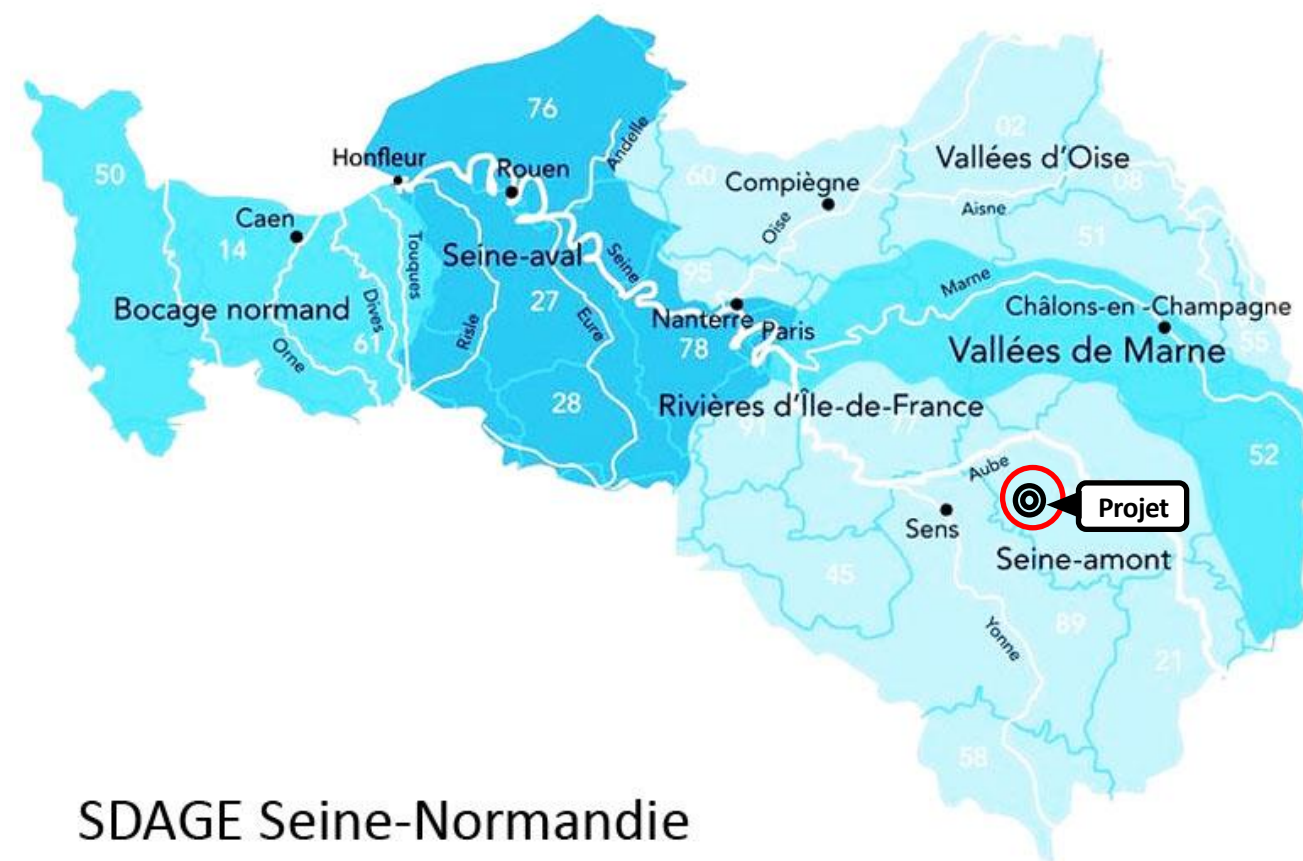 76
Andelle
02
Honfleur
Rouen
Vallées d'Oise
50
60
Compiègne
08
Caen
Aisne
14
Touques
Oise
51
Seine-aval
Seine
95
Marne
Bocage normand
Dives
27
Châlons-en -Champagne
Risle
Eure
Nanterre
Paris
Orne
61
78
Vallées de Marne
55
28
Rivières d'Île-de-France
91
77
52
Aube
Projet
Sens
Seine-amont
45
Yonne
89
21
58
SDAGE Seine-Normandie